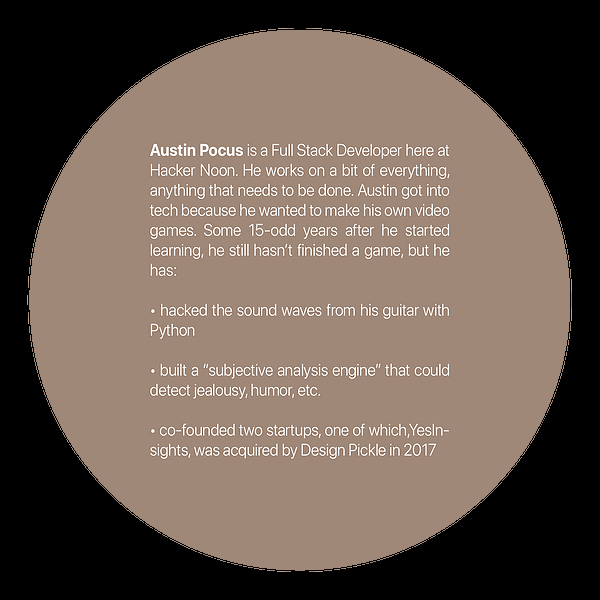 Austin Pocus is a Full Stack Developer here at
Hacker Noon. He works on a bit of everything,
anything that needs to be done. Austin got into
tech because he wanted to make his own video
games. Some 15-odd years after he started
learning, he still hasn’t finished a game, but he
has:
• hacked the sound waves from his guitar with
Python
• built a “subjective analysis engine” that could
detect jealousy, humor, etc.
• co-founded two startups, one of which,YesIn-
sights, was acquired by Design Pickle in 2017